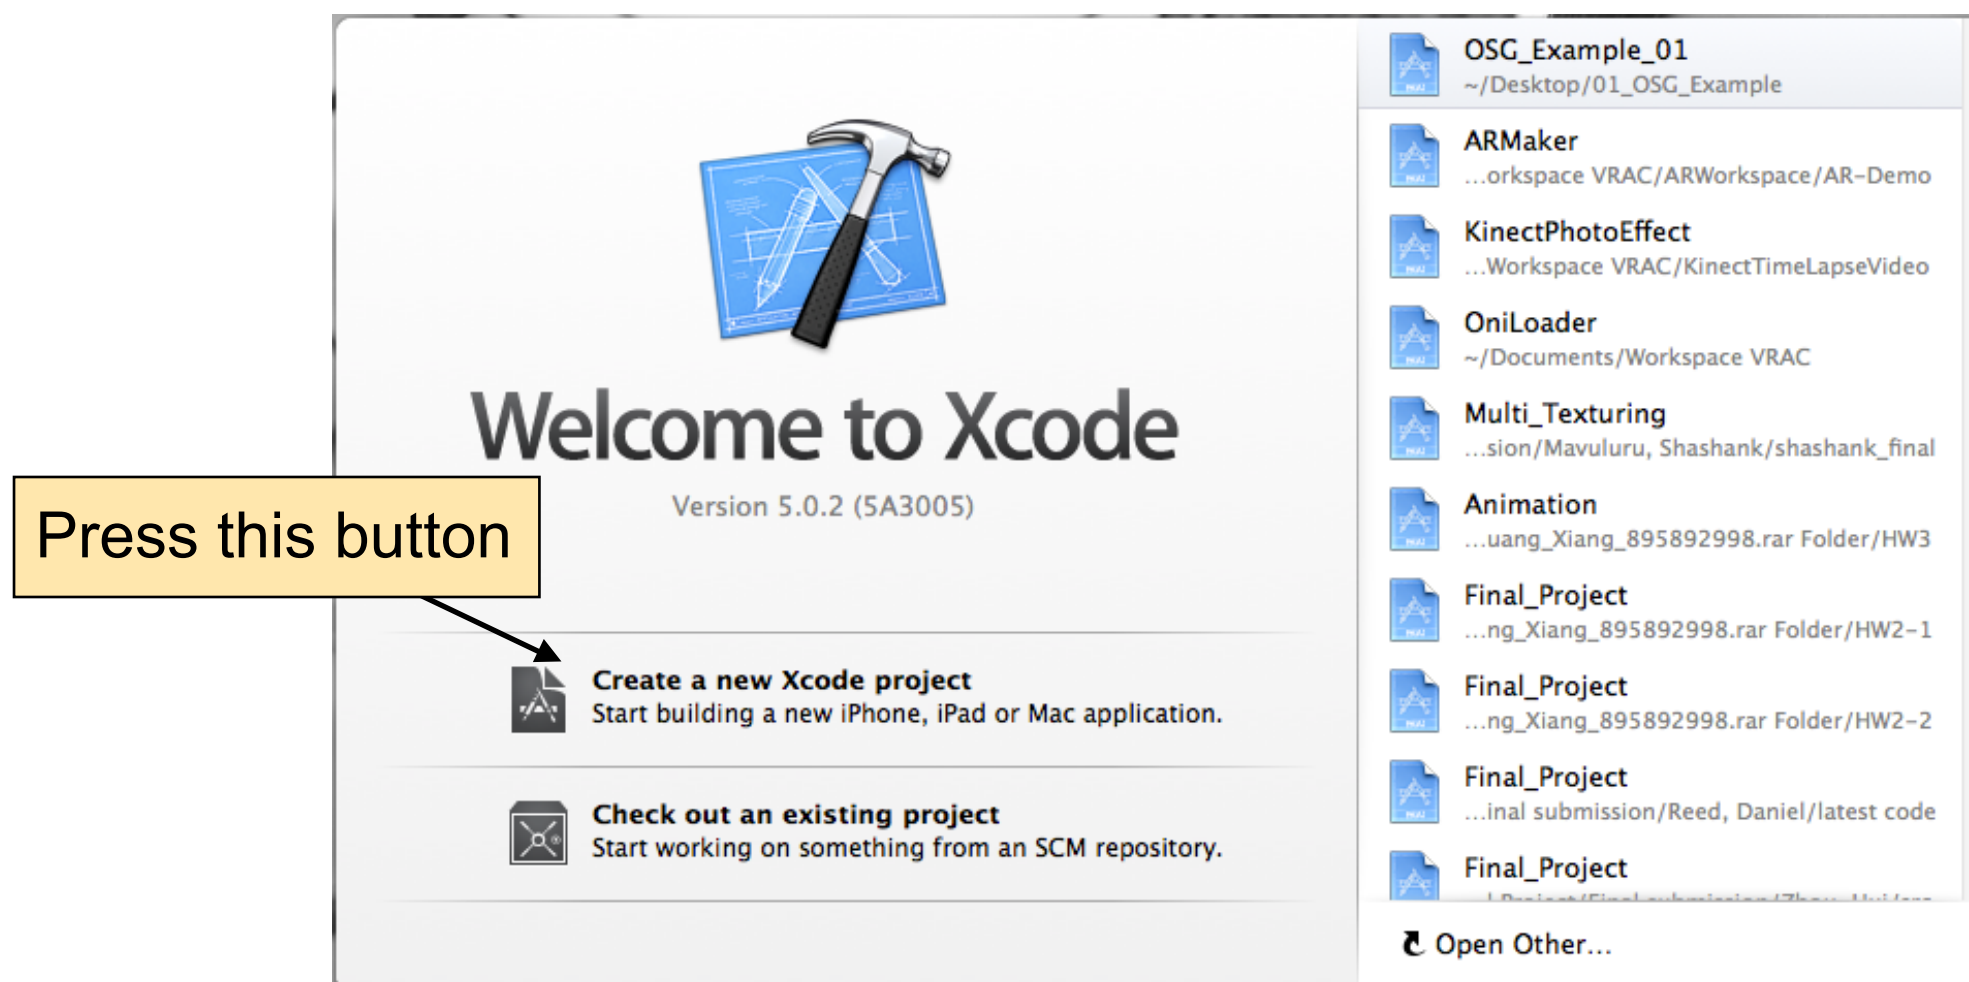 Welcome to Xcode
Version 5.0.2 (5A3005)
Press this button
Create a new Xcode project
Start building a new iPhone, iPad or Mac application.
Check out an existing project
Start working on something from an SCM repository.
OSG_Example_01
~/Desktop/01_OSG_Example
ARMaker
...orkspace VRAC/ARWorkspace/AR-Demo
KinectPhotoEffect
...Workspace VRAC/KinectTimeLapseVideo
OniLoader
~/Documents/Workspace VRAC
Multi_Texturing
...sion/Mavuluru, Shashank/shashank_final
Animation
...uang_Xiang_895892998.rar Folder/HW3
Final_Project
...ng_Xiang_895892998.rar Folder/HW2-1
Final_Project
...ng_Xiang_895892998.rar Folder/HW2-2
Final_Project
...inal submission/Reed, Daniel/latest code
Final_Project
Open Other...